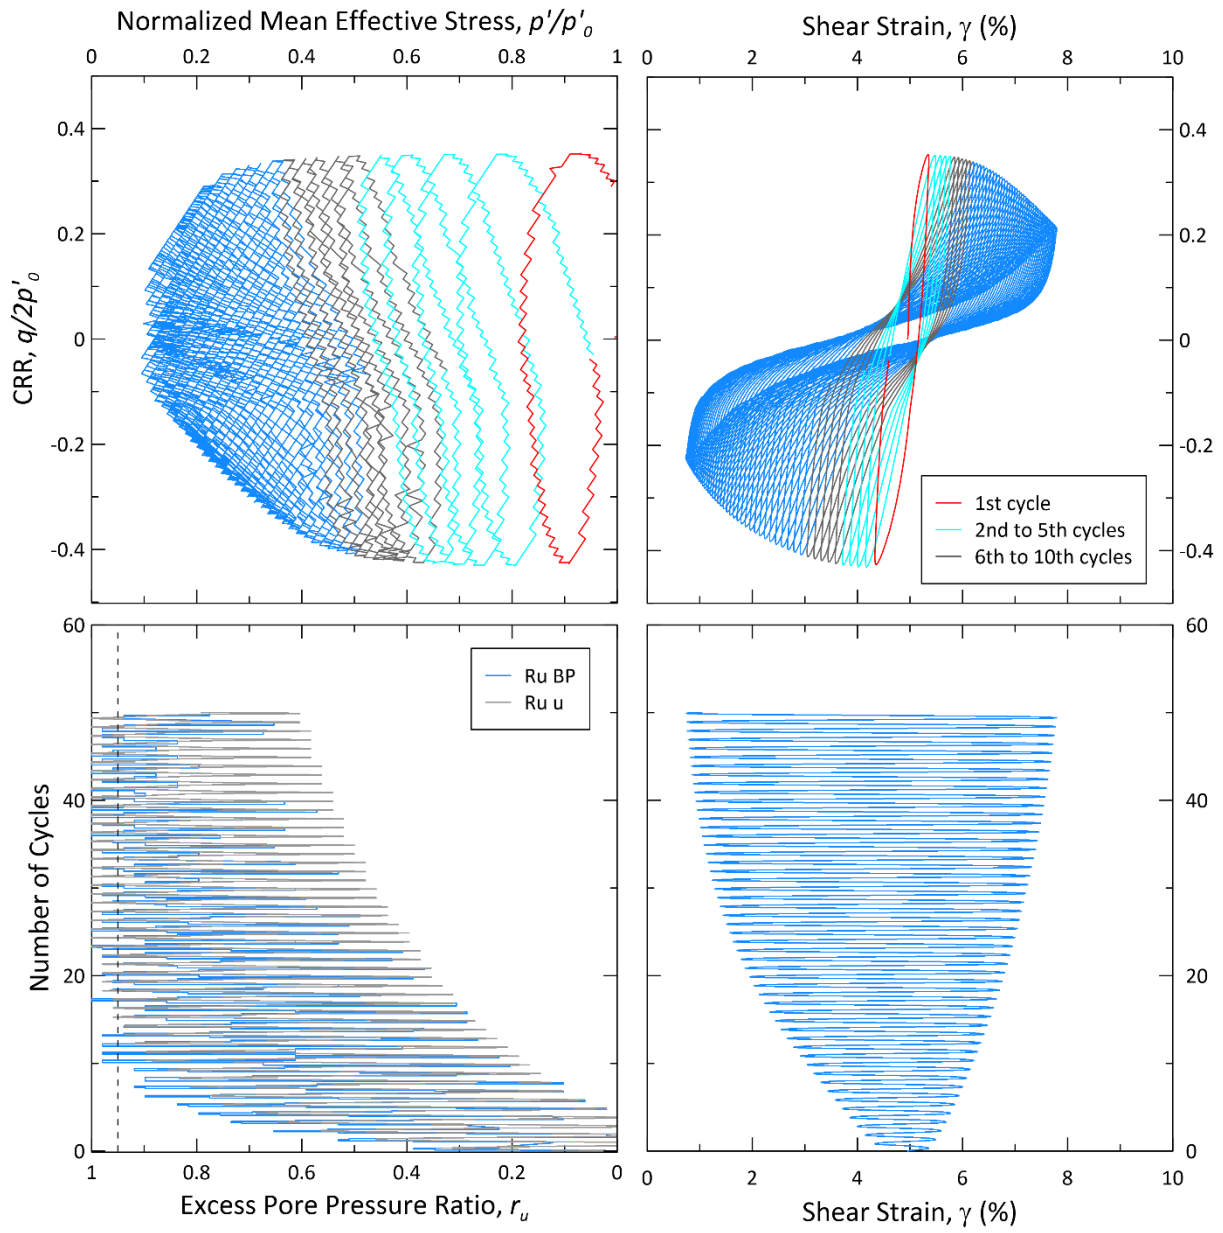 Normalized Mean Effective Stress, p'/p'0
Shear Strain, γ (%)
0 0.2 0.4 0.6 0.8 1
0 2 4 6 8 10
CRR, q/2p'0
0.4
0.2
0
-0.2
-0.4
0.4
0.2
0
-0.2
-0.4
1st cycle
2nd to 5th cycles
6th to 10th cycles
Number of Cycles
60
40
20
0
Ru BP
Ru u
60
40
20
0
1 0.8 0.6 0.4 0.2 0
0 2 4 6 8 10
Excess Pore Pressure Ratio, ru
Shear Strain, γ (%)